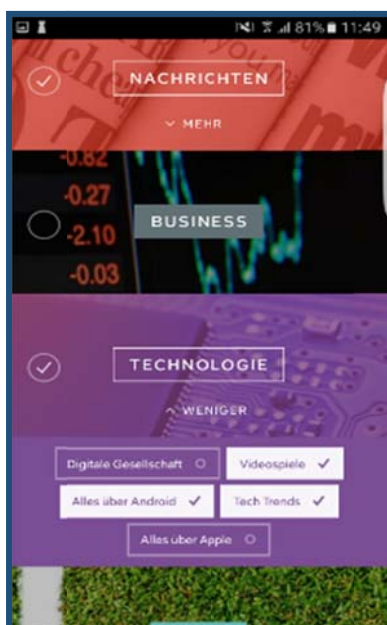 81% 11:49
NACHRICHTEN
MEHR
-0.82
-0.27
-2.10
-0.03
BUSINESS
TECHNOLOGIE
WENIGER
Digitale Gesellschaft Videospiele
Alles über Android Tech Trends
Alles über Apple